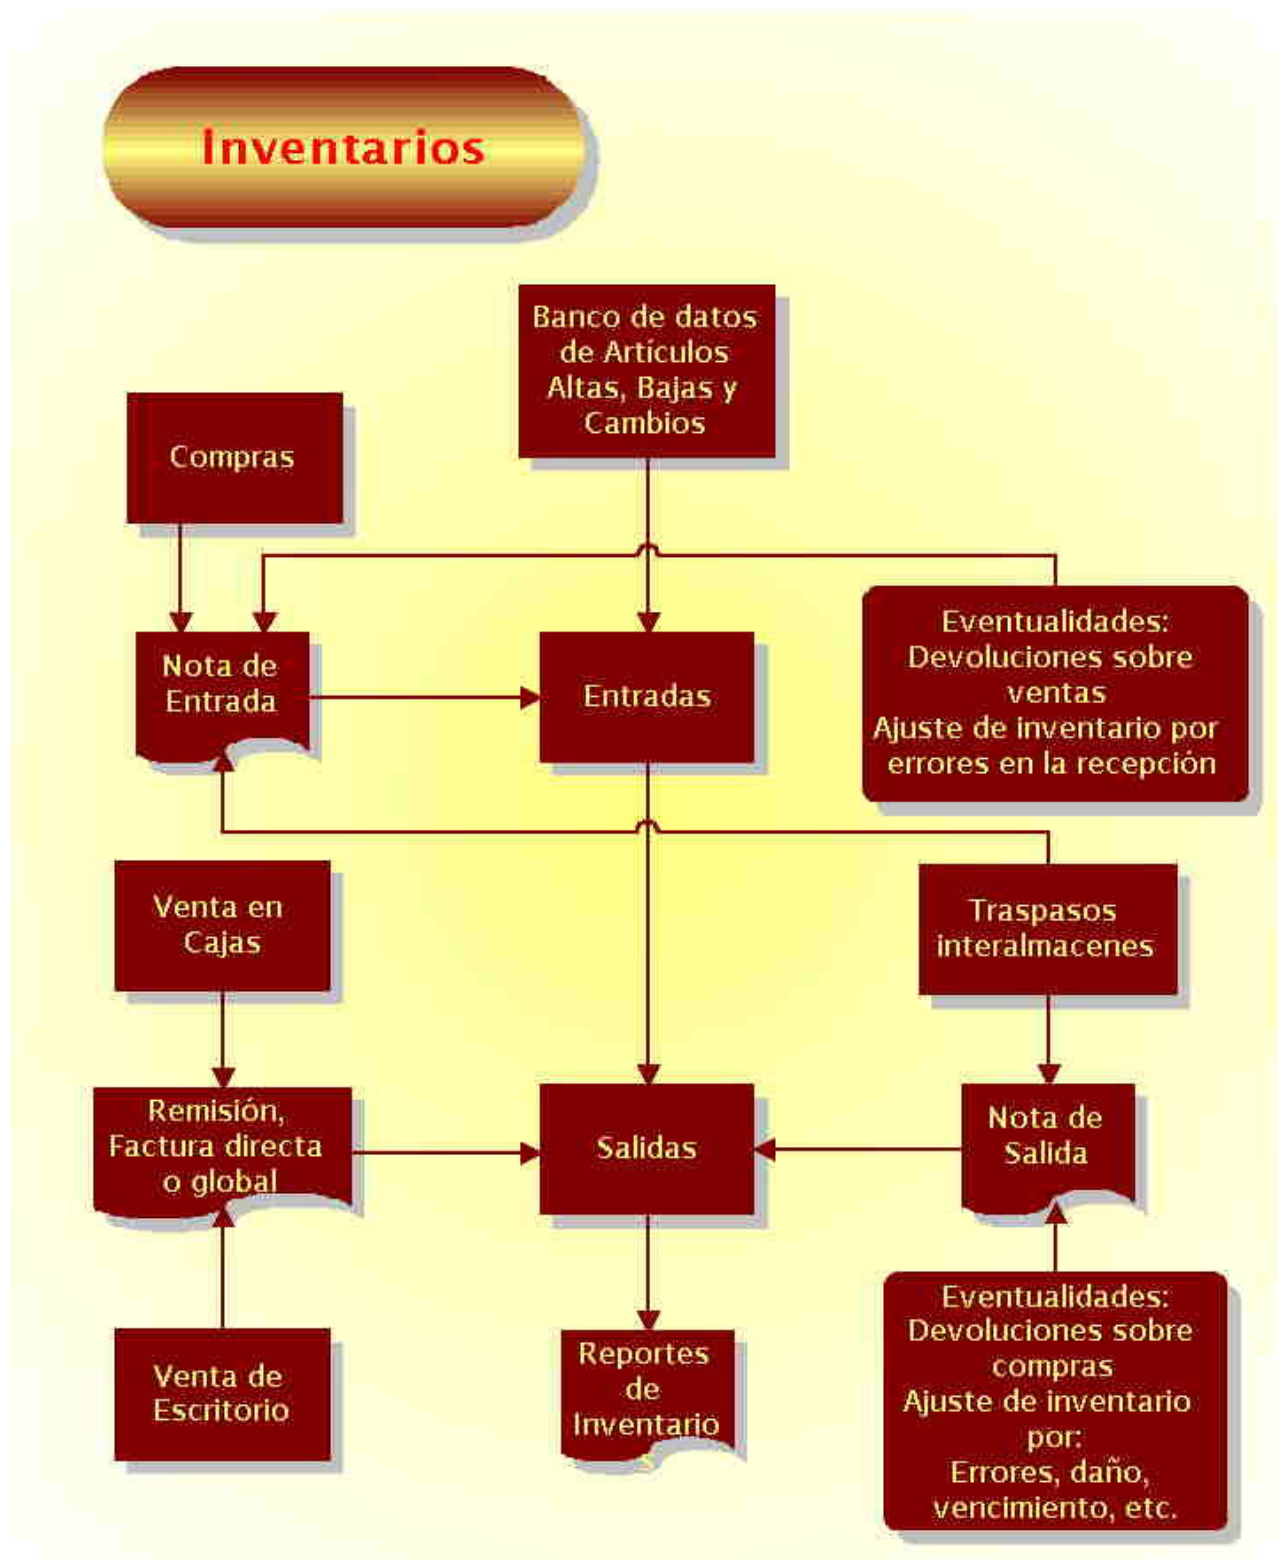 Inventarios
Banco de datos
de Artículos
Altas, Bajas y
Cambios
Compras
Eventualidades:
Devoluciones sobre
ventas
Ajuste de inventario por
errores en la recepción
Nota de
Entrada
Entradas
Venta en
Cajas
Traspasos
interalmacenes
Remisión,
Factura directa
o global
Salidas
Nota de
Salida
Venta de
Escritorio
Reportes
de
Inventario
s
Eventualidades:
Devoluciones sobre
compras
Ajuste de inventario
por:
Errores, daño,
vencimiento, etc.